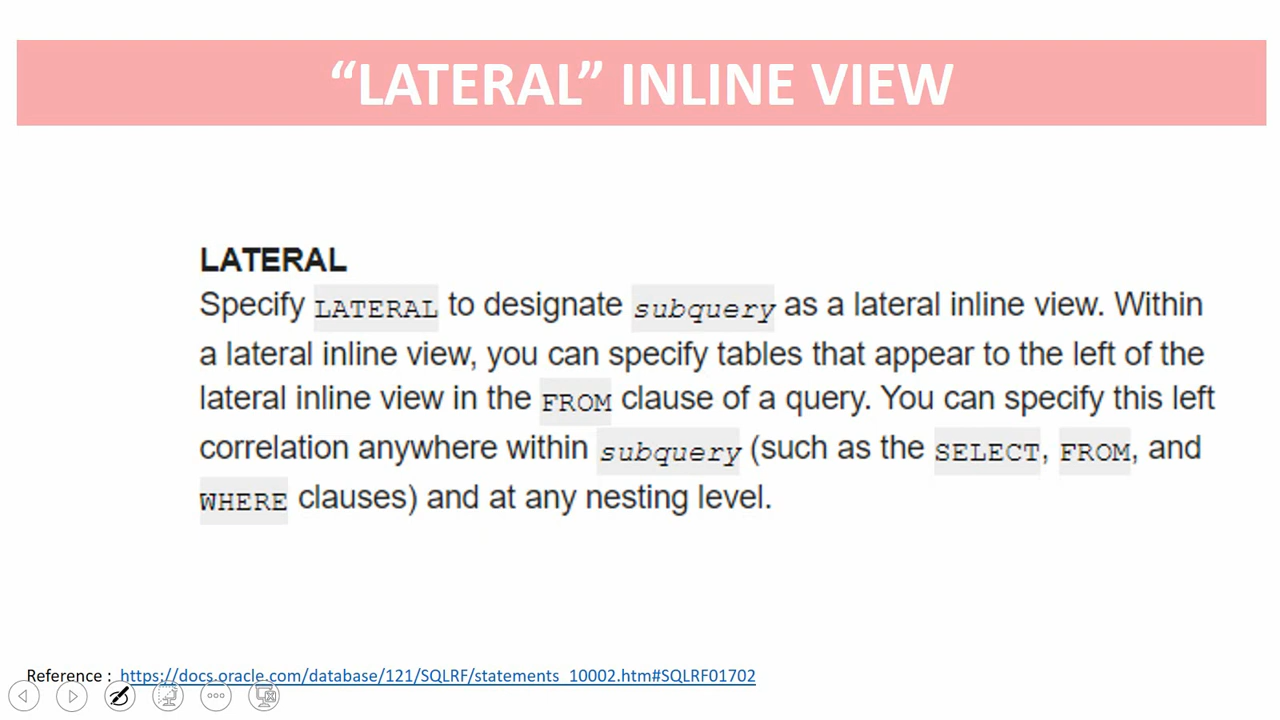 “LATERAL” INLINE VIEW
LATERAL
Specify LATERAL to designate subquery as a lateral inline view. Within
a lateral inline view, you can specify tables that appear to the left of the
lateral inline view in the FROM clause of a query. You can specify this left
correlation anywhere within subquery (such as the SELECT, FROM, and
WHERE clauses) and at any nesting level.
Reference : https://docs.oracle.com/database/121/SQLRF/statements_10002.htm#SQLRF01702